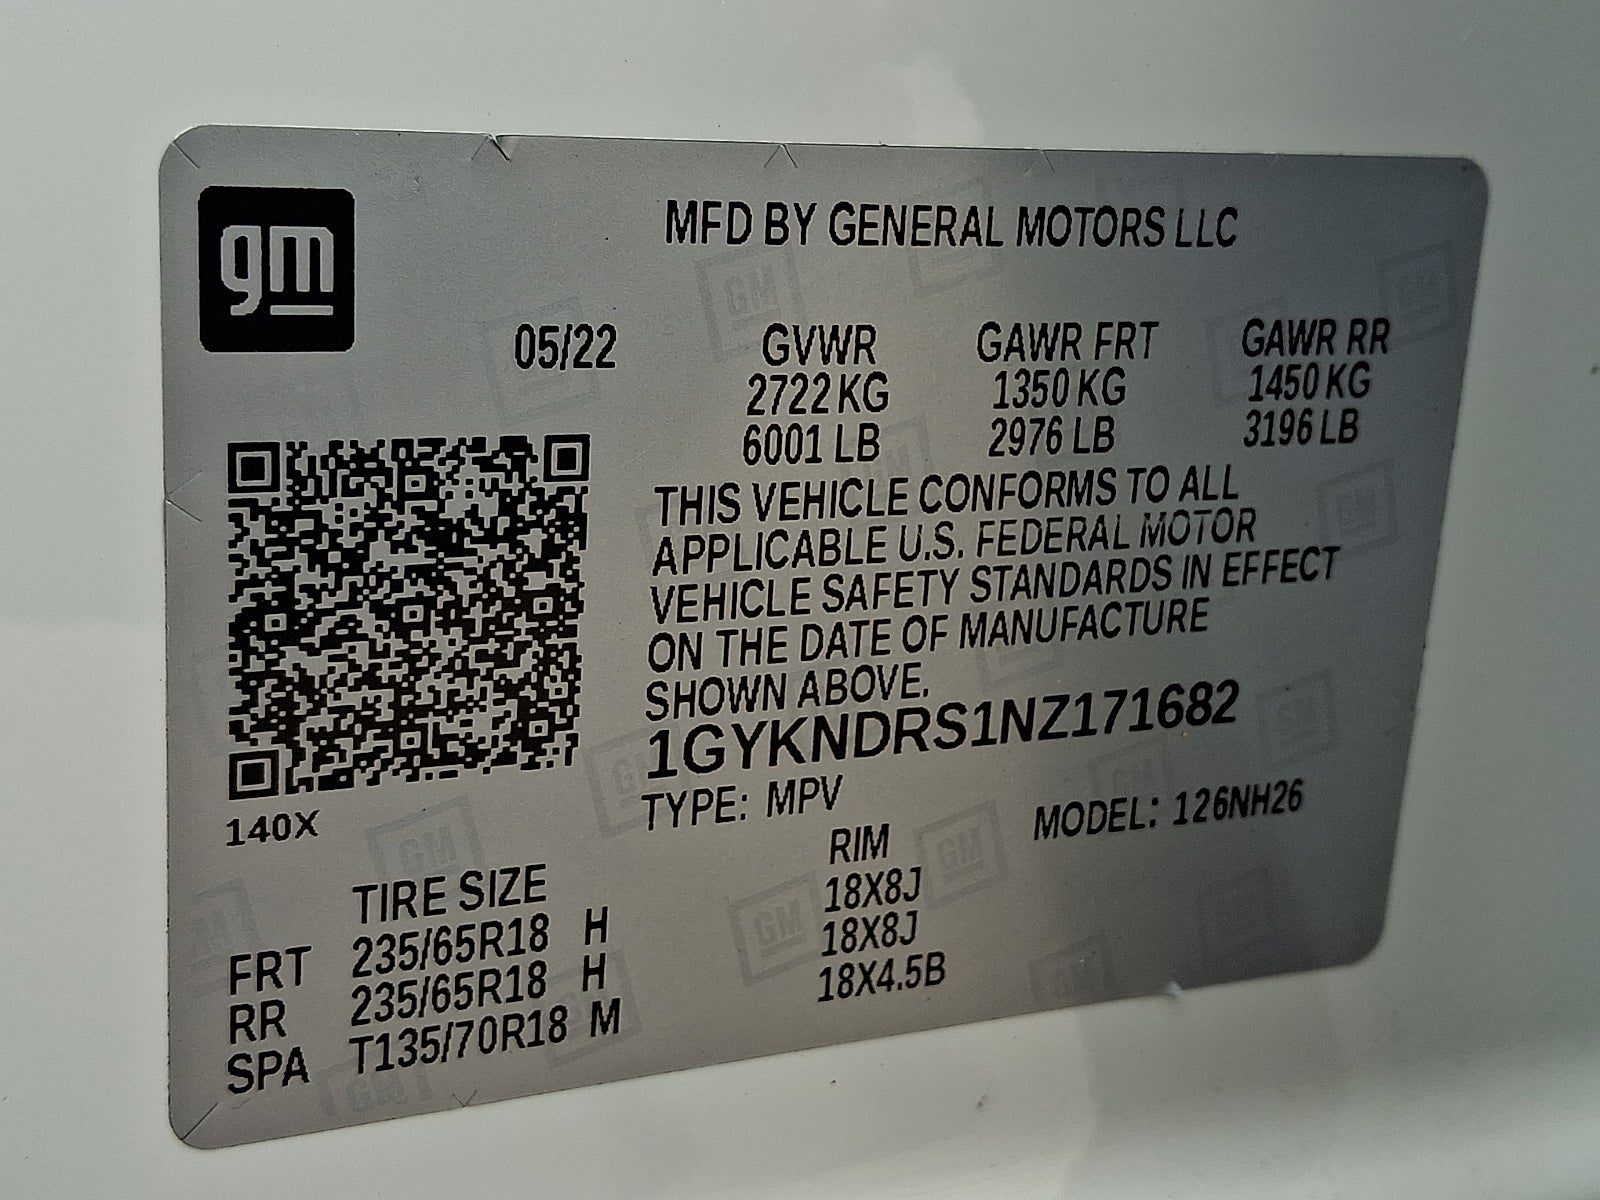 gm
MFD BY GENERAL MOTORS LLC
05/22 GVWR GAWR FRT GAWR RR
2722 KG 1350 KG 1450 KG
6001 LB 2976 LB 3196 LB
THIS VEHICLE CONFORMS TO ALL
APPLICABLE U.S. FEDERAL MOTOR
VEHICLE SAFETY STANDARDS IN EFFECT
ON THE DATE OF MANUFACTURE
SHOWN ABOVE.
1GYKNDRS1NZ171682
TYPE: MPV MODEL: 126NH26
140X
TIRE SIZE RIM
FRT 235/65R18 H 18X8J
RR 235/65R18 H 18X8J
SPA T135/70R18 M 18X4.5B